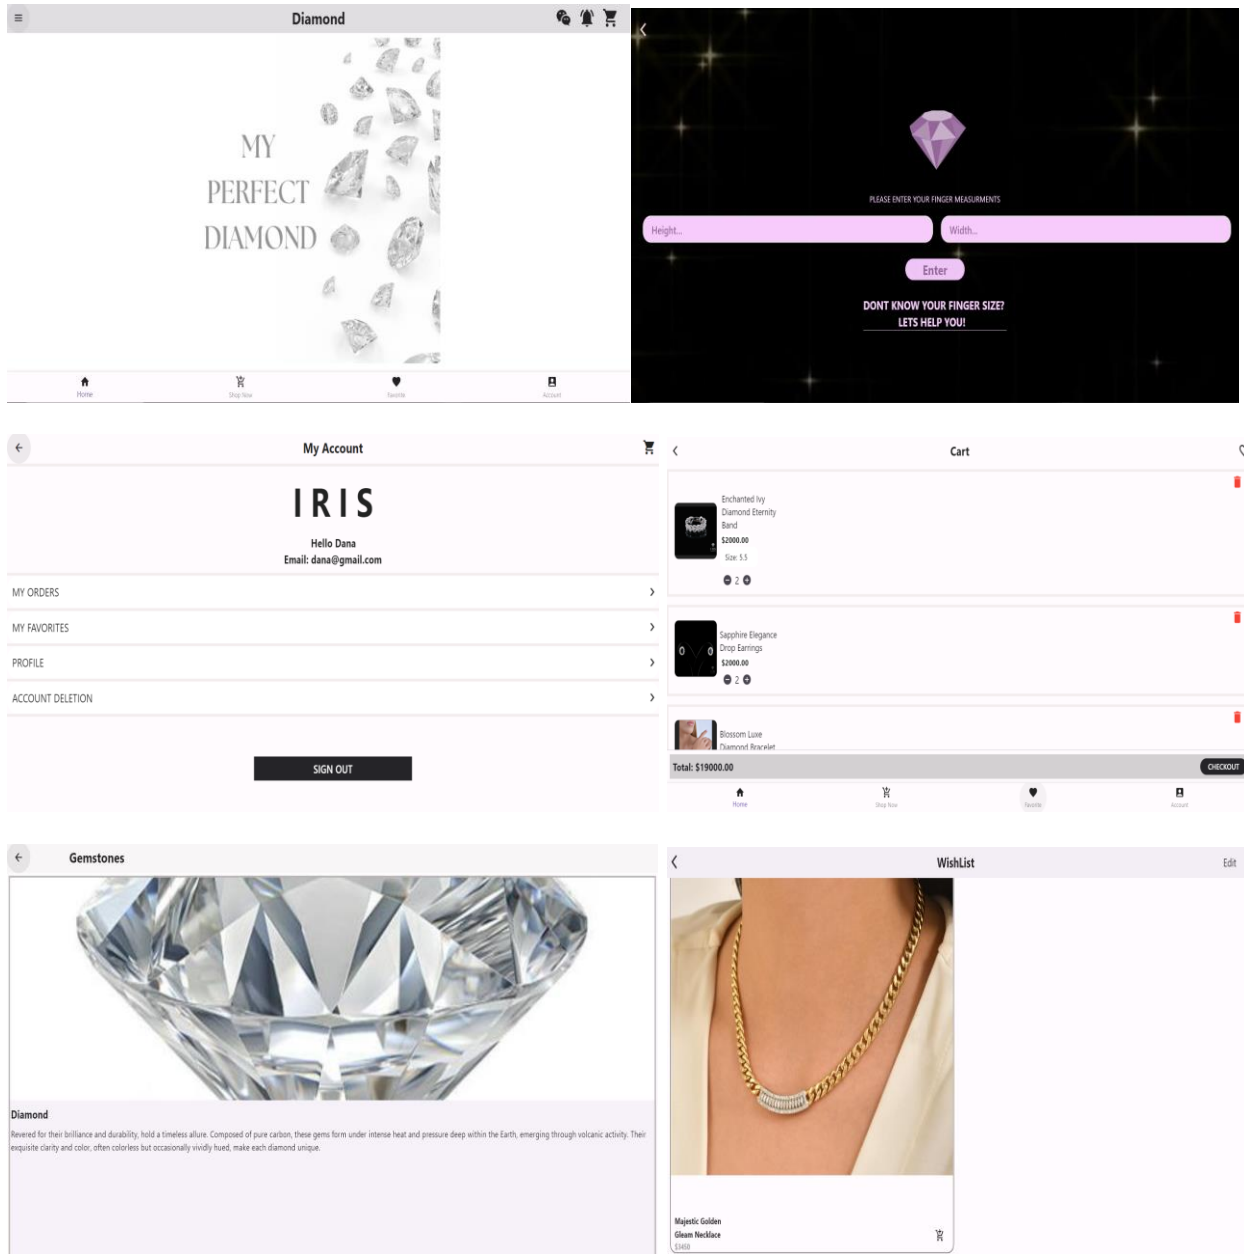 Diamond
MY
PERFECT
DIAMOND
Home
Shop Now
Favorite
Account
PLEASE ENTER YOUR FINGER MEASURMENTS
Height...
Width...
Enter
DONT KNOW YOUR FINGER SIZE?
LETS HELP YOU!
My Account
IRIS
Hello Dana
Email: dana@gmail.com
MY ORDERS
MY FAVORITES
PROFILE
ACCOUNT DELETION
SIGN OUT
Cart
Enchanted Ivy
Diamond Eternity
Band
$2000.00
Size: 5.5
2
Sapphire Elegance
Drop Earrings
$2000.00
2
Blossom Luxe
Diamond Bracelet
Total: $19000.00
CHECKOUT
Home
Shop Now
Favorite
Account
Gemstones
Diamond
Revered for their brilliance and durability, hold a timeless allure. Composed of pure carbon, these gems form under intense heat and pressure deep within the Earth, emerging through volcanic activity. Their
exquisite clarity and color, often colorless but occasionally vividly hued, make each diamond unique.
WishList
Edit
Majestic Golden
Gleam Necklace
$3450